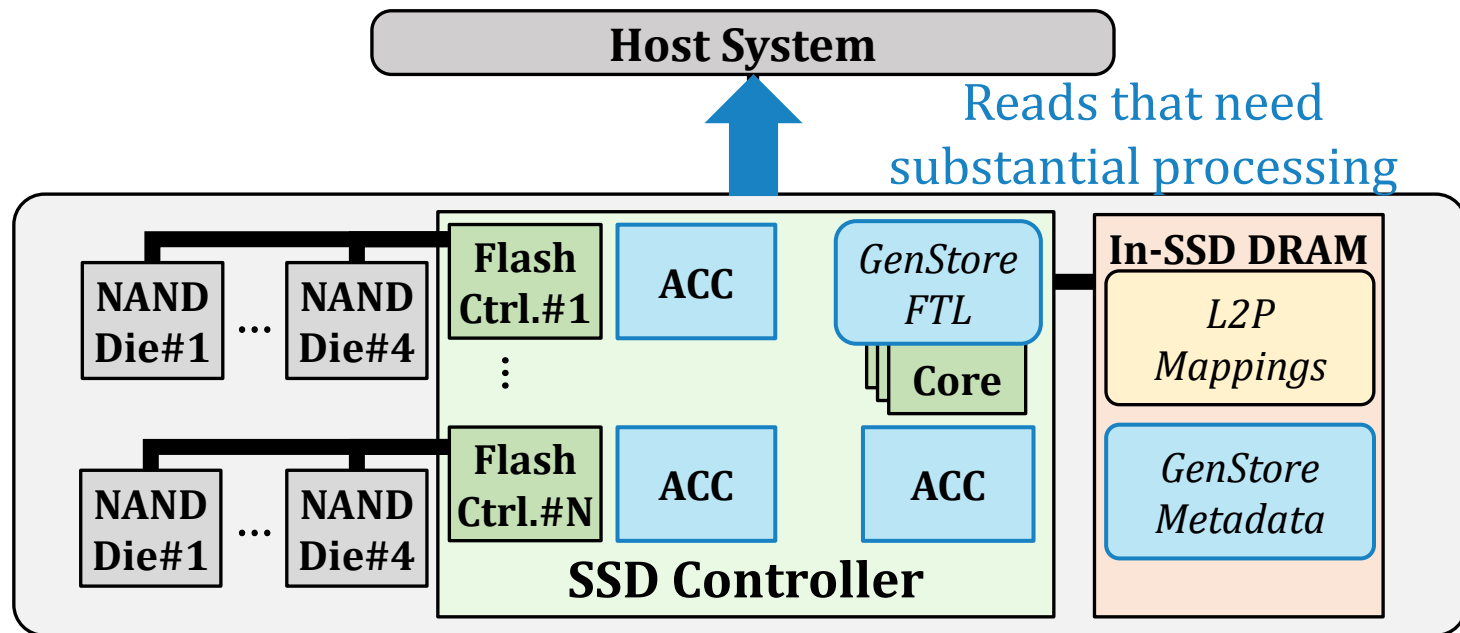 Host System
Reads that need
substantial processing
NAND
Die#1
...
NAND
Die#4
Flash
Ctrl.#1
ACC
GenStore
FTL
Core
In-SSD DRAM
L2P
Mappings
⋮
NAND
Die#1
...
NAND
Die#4
Flash
Ctrl.#N
ACC
ACC
GenStore
Metadata
SSD Controller